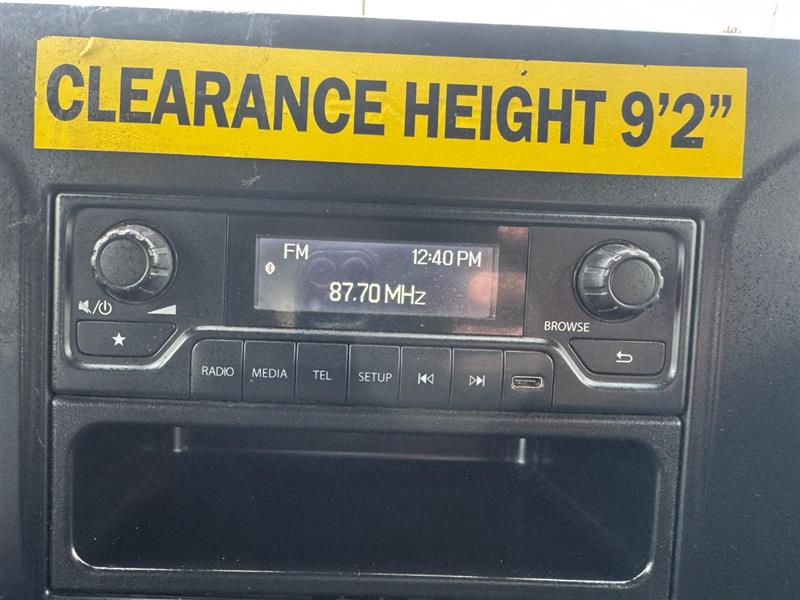 CLEARANCE HEIGHT 9'2”
FM 12:40 PM
87.70 MHz
BROWSE
RADIO MEDIA TEL SETUP